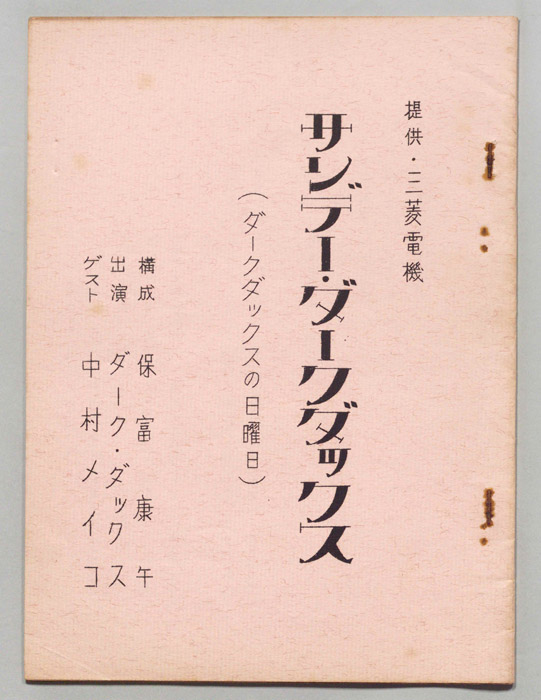 提供・三菱電機
サンデー・ダークダックス
(ダークダックスの日曜日)
構成 保富康午
出演 ダーク・ダックス
ゲスト 中村メイコ